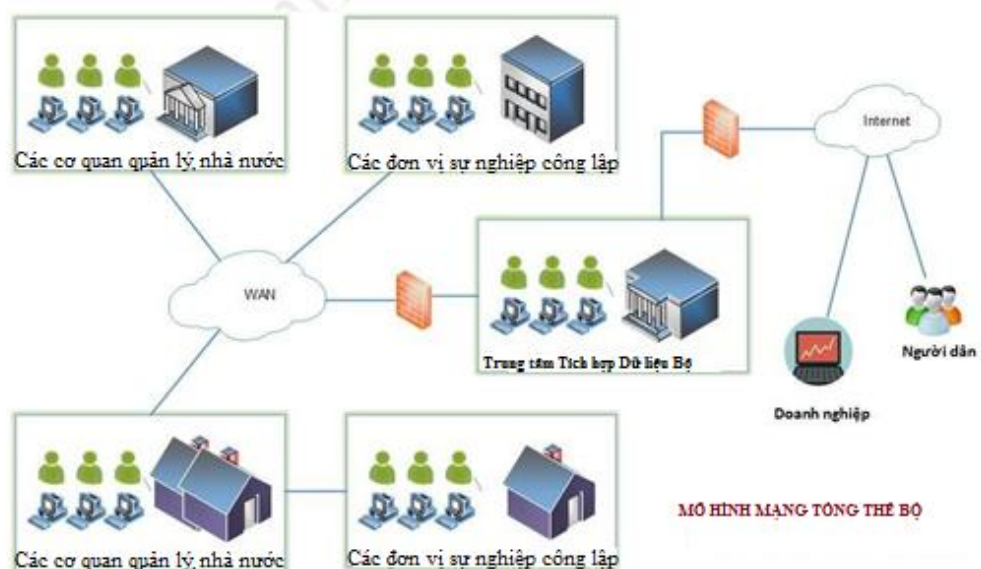 Các cơ quan quản lý nhà nước
Các đơn vị sự nghiệp công lập
Internet
WAN
Trung tâm Tích hợp Dữ liệu Bộ
Người dân
Doanh nghiệp
MÔ HÌNH MẠNG TỔNG THỂ BỘ
Các cơ quan quản lý nhà nước
Các đơn vị sự nghiệp công lập